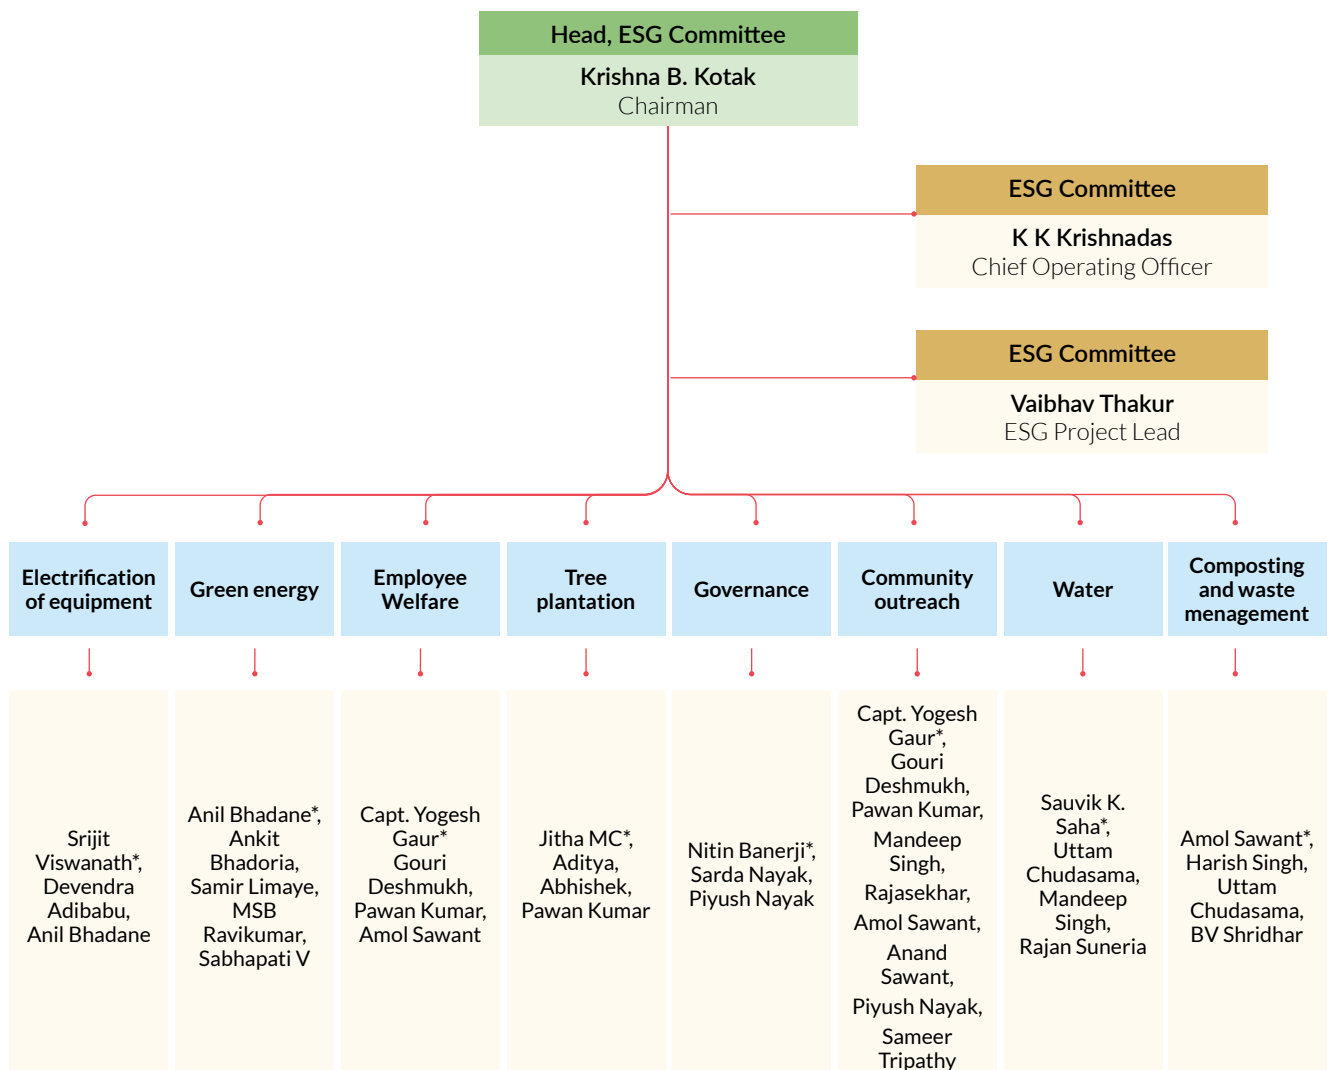 Head, ESG Committee
Krishna B. Kotak
Chairman
ESG Committee
K K Krishnadas
Chief Operating Officer
ESG Committee
Vaibhav Thakur
ESG Project Lead
Electrification
of equipment
Green energy
Employee
Welfare
Tree
plantation
Governance
Community
outreach
Water
Composting
and waste
menagement
Srijit
Viswanath*,
Devendra
Adibabu,
Anil Bhadane
Anil Bhadane*,
Ankit
Bhadoria,
Samir Limaye,
MSB
Ravikumar,
Sabhapati V
Capt. Yogesh
Gaur*
Gouri
Deshmukh,
Pawan Kumar,
Amol Sawant
Jitha MC*,
Aditya,
Abhishek,
Pawan Kumar
Nitin Banerji*,
Sarda Nayak,
Piyush Nayak
Capt. Yogesh
Gaur*,
Gouri
Deshmukh,
Pawan Kumar,
Mandeep
Singh,
Rajasekhar,
Amol Sawant,
Anand
Sawant,
Piyush Nayak,
Sameer
Tripathy
Sauvik K.
Saha*,
Uttam
Chudasama,
Mandeep
Singh,
Rajan Suneria
Amol Sawant*,
Harish Singh,
Uttam
Chudasama,
BV Shridhar